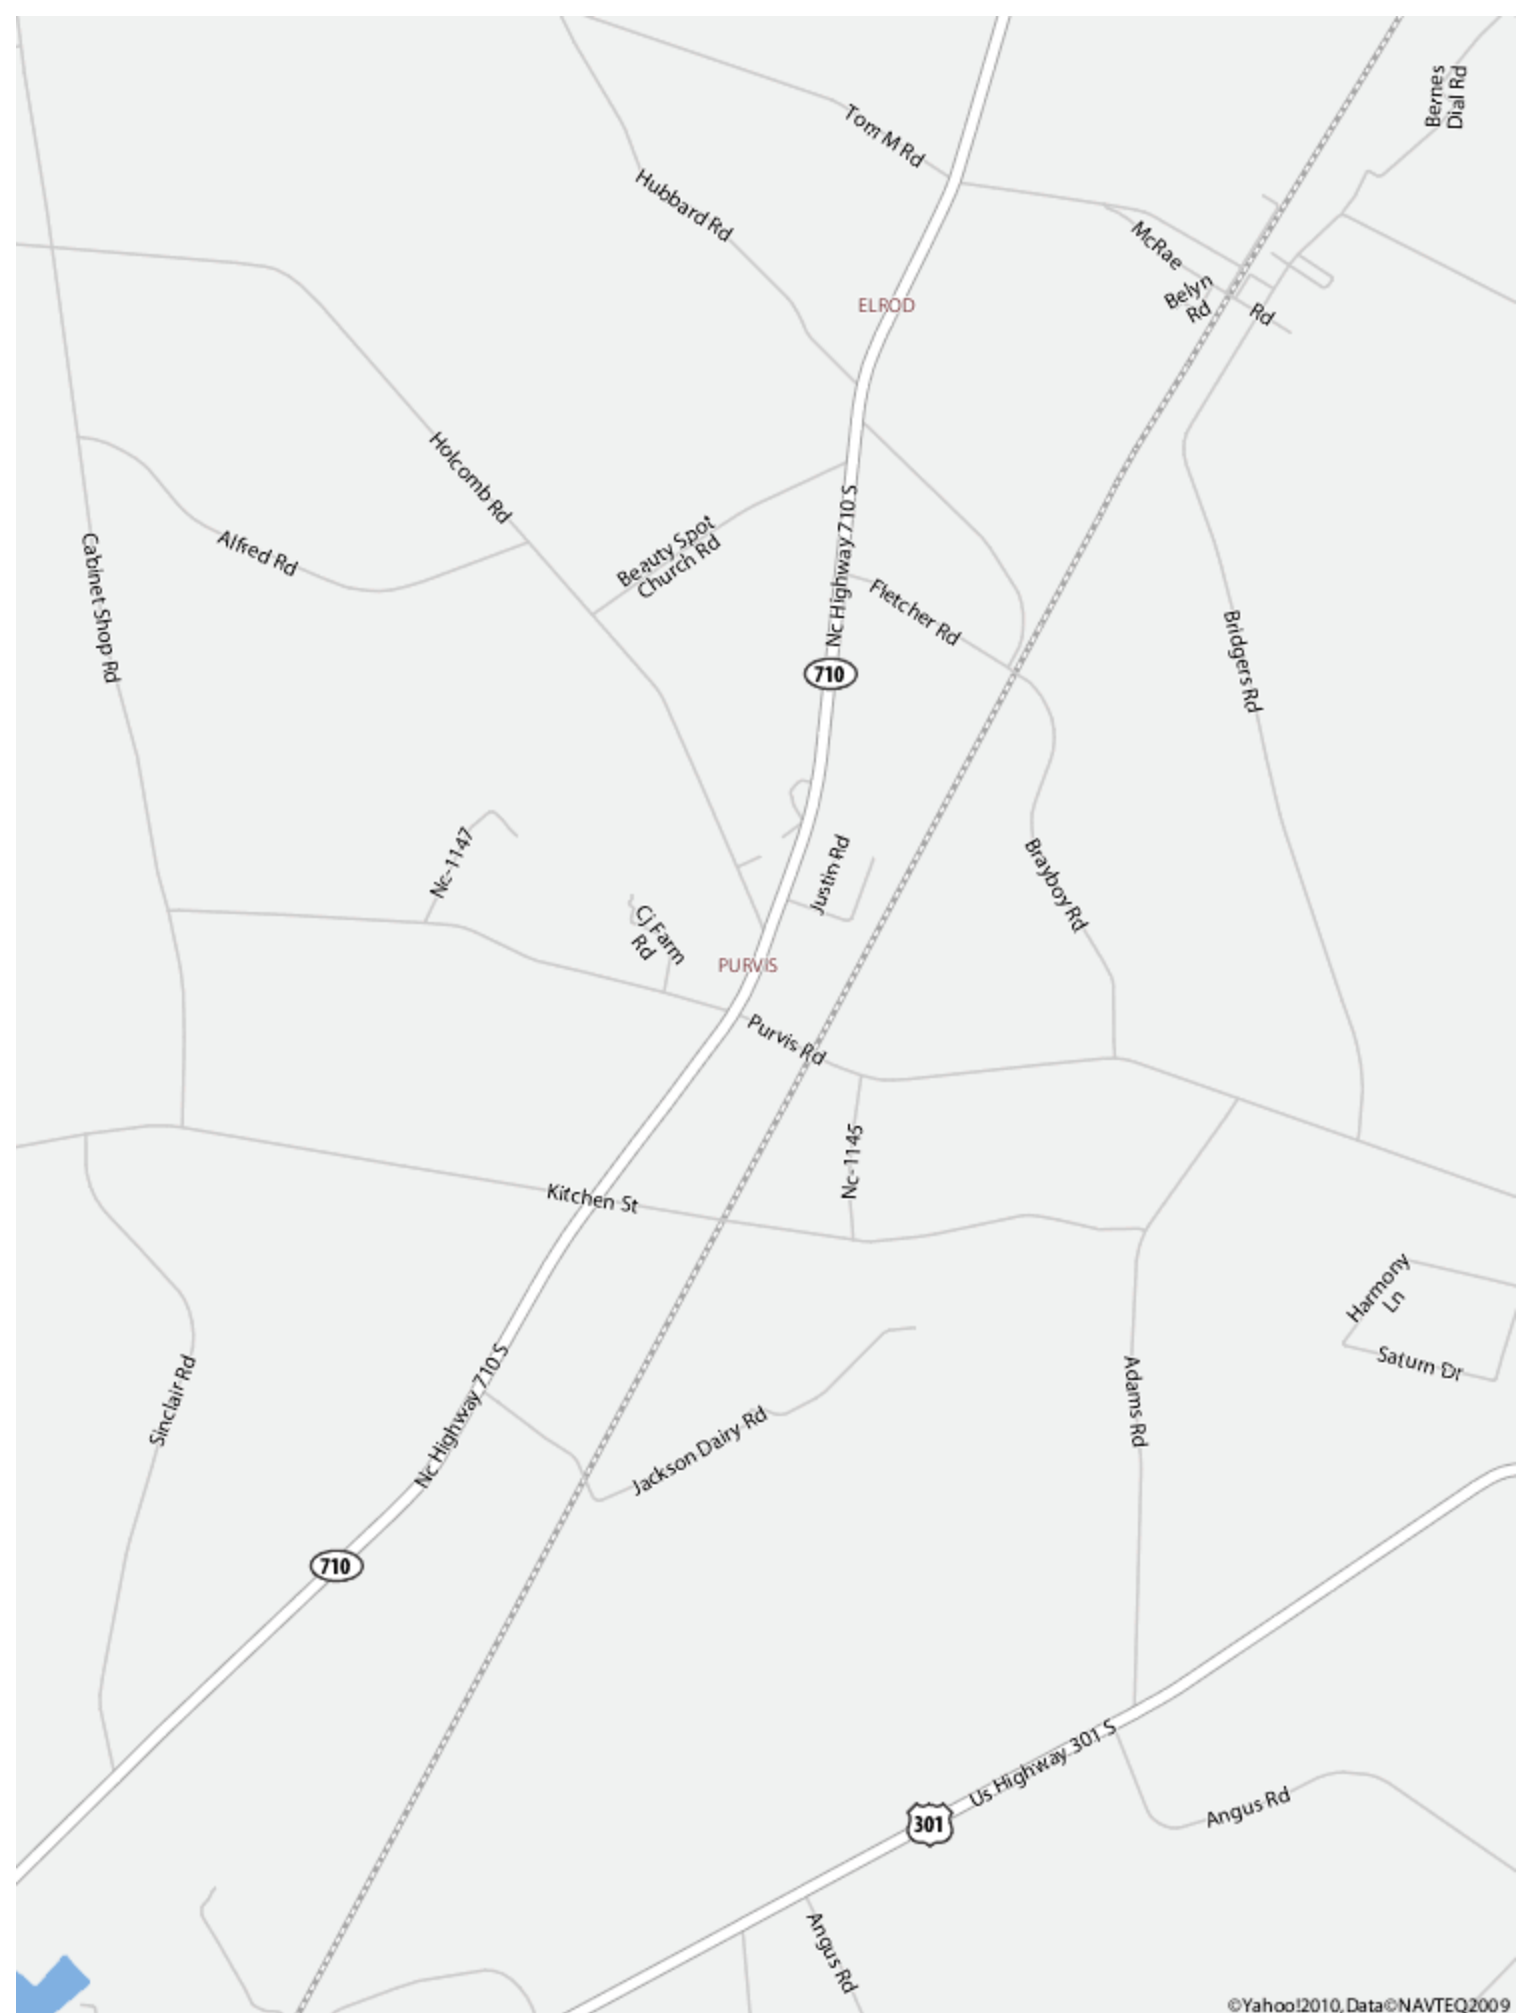 Bernes
Dial Rd
Tom M Rd
Hubbard Rd
McRae
Belyn
Rd
Rd
ELROD
Holcomb Rd
Nc Highway 710 S
Beauty Spot
Church Rd
Alfred Rd
Cabinet Shop Rd
Fletcher Rd
Bridgers Rd
710
Nc-1147
Justin Rd
Brayboy Rd
Cj Farm
Rd
PURVIS
Purvis Rd
Nc-1145
Kitchen St
Harmony
Ln
Saturn Dr
Sinclair Rd
Nc Highway 710 S
Adams Rd
Jackson Dairy Rd
710
Us Highway 301 S
301
Angus Rd
Angus Rd
©Yahoo!2010, Data©NAVTEQ2009